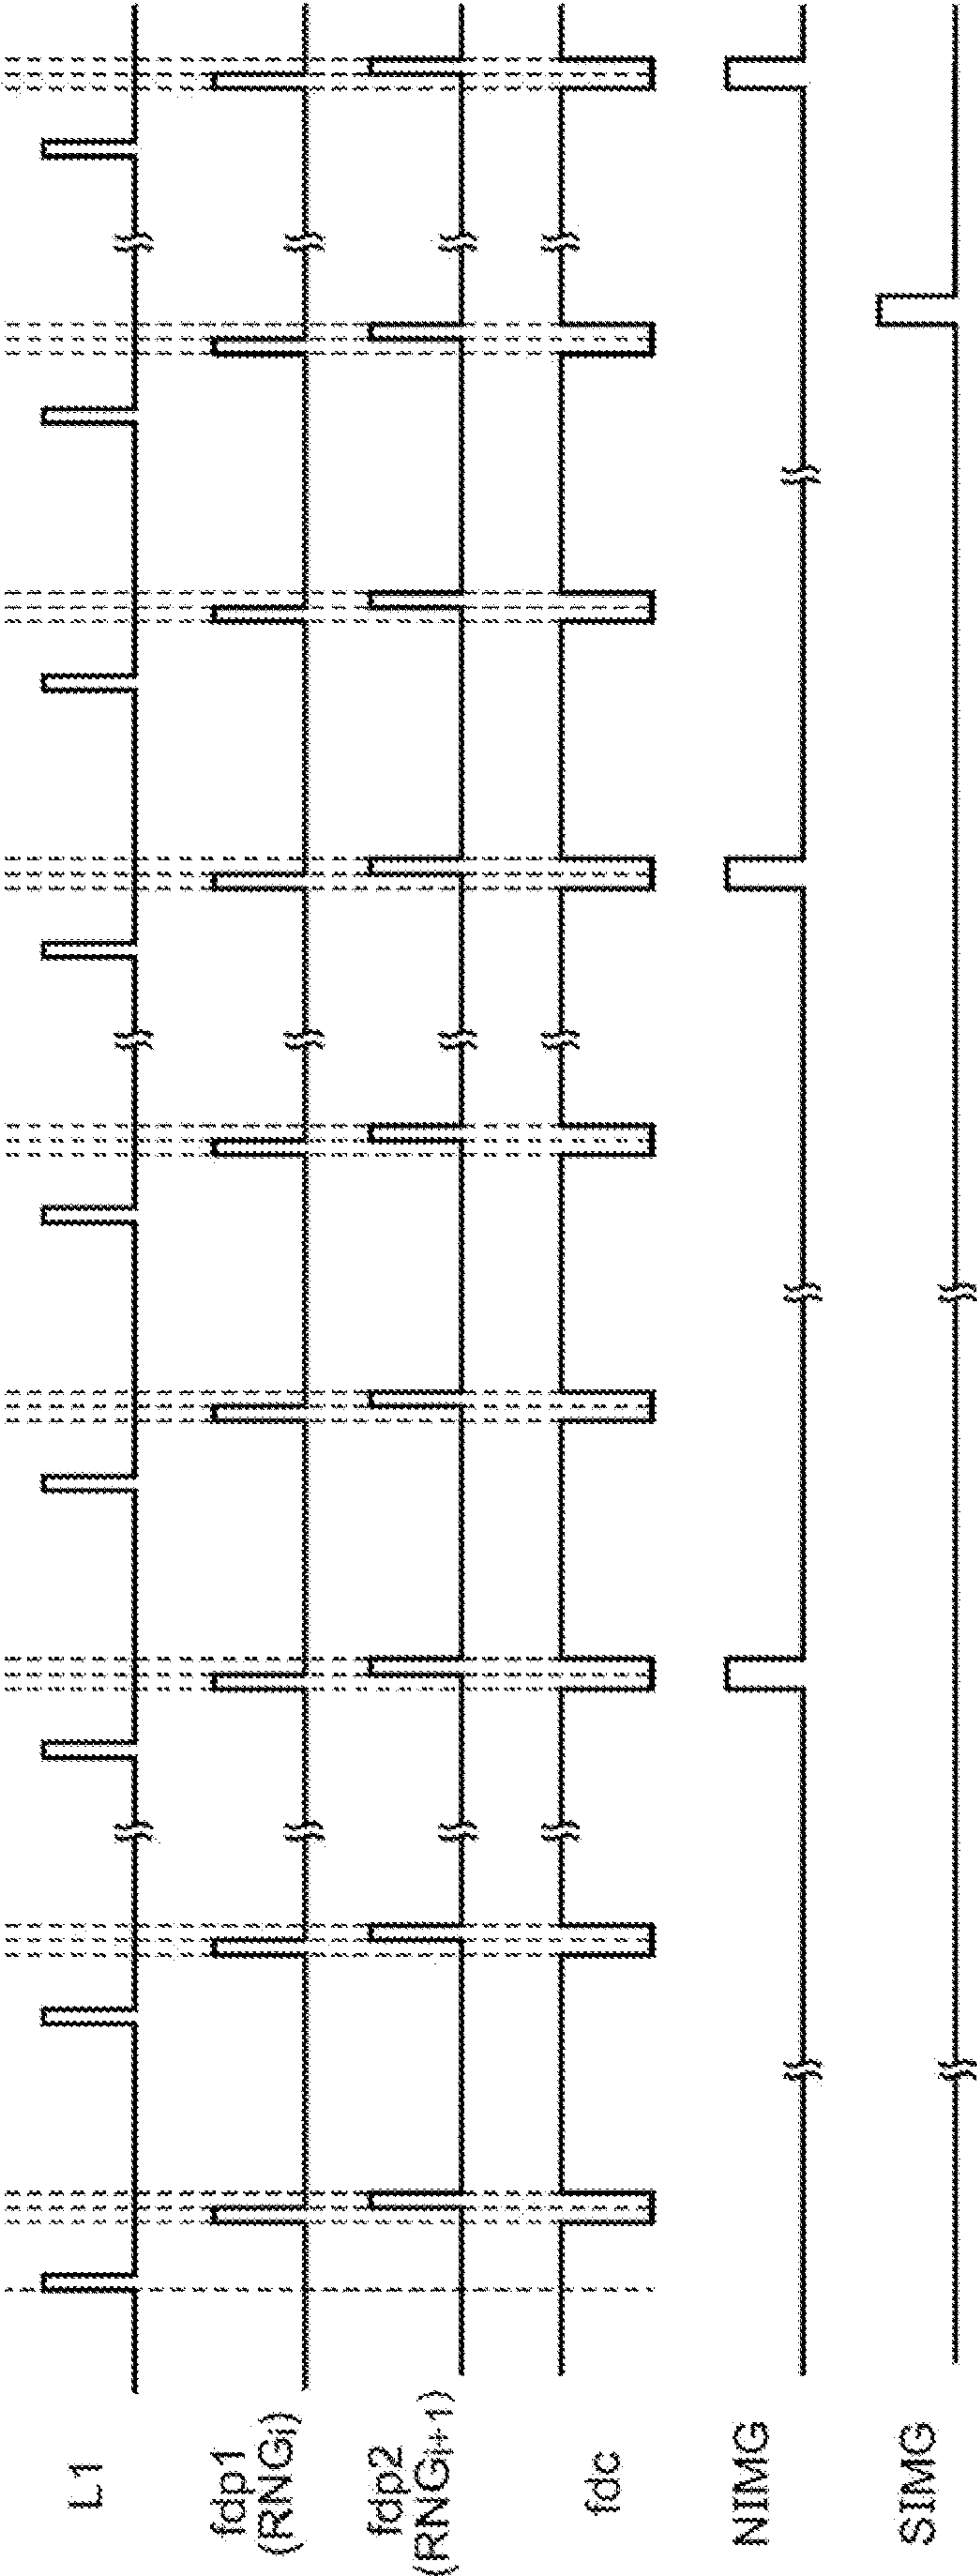 L1
fdp1
(RNGi)
fdp2
(RNGi+1)
fdc
NIMG
SIMG